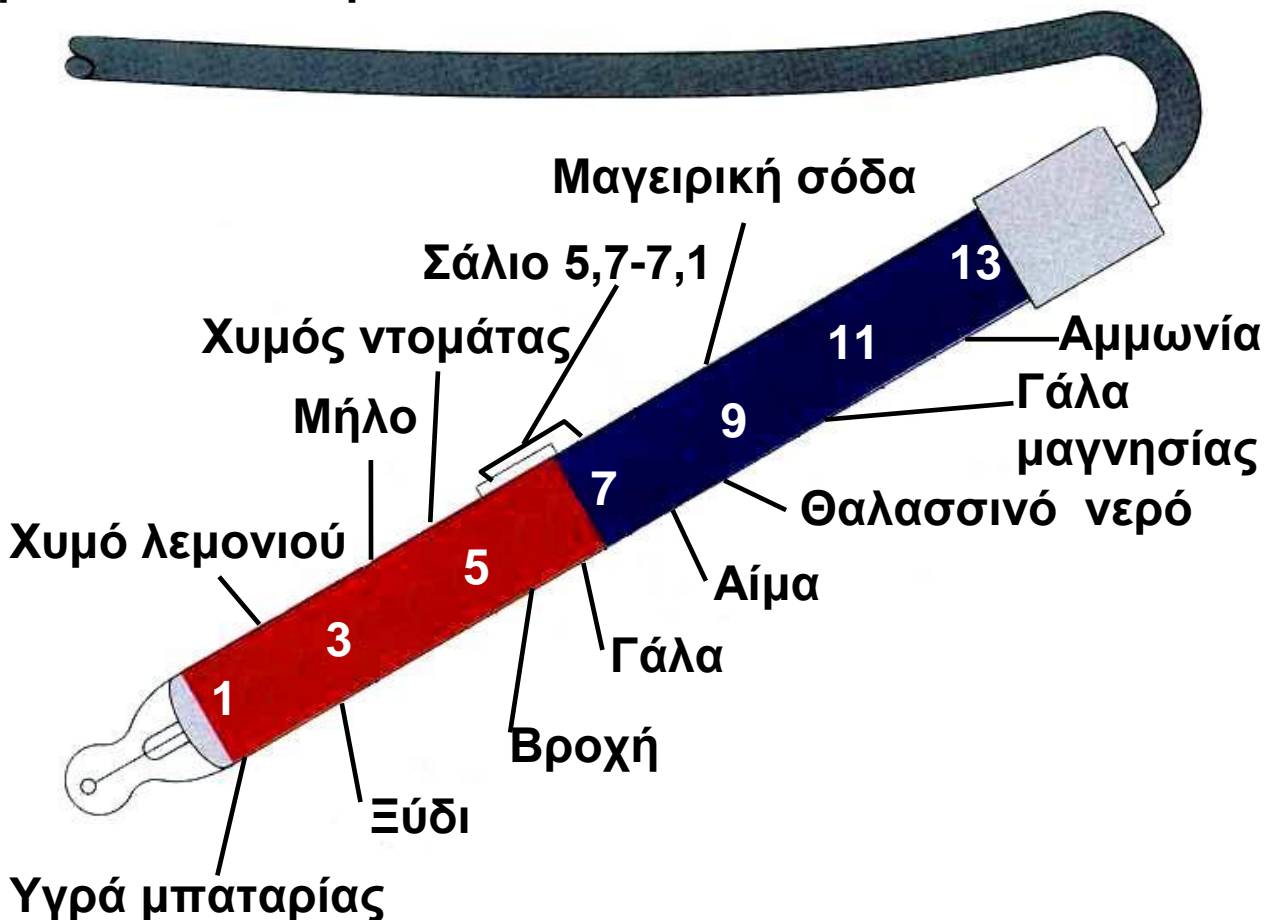 Μαγειρική σόδα
Σάλιο 5,7-7,1
13
Χυμός ντομάτας
11
Αμμωνία
Μήλο
Γάλα
μαγνησίας
9
7
Θαλασσινό νερό
Χυμό λεμονιού
5
Αίμα
3
Γάλα
1
Βροχή
Ξύδι
Υγρά μπαταρίας